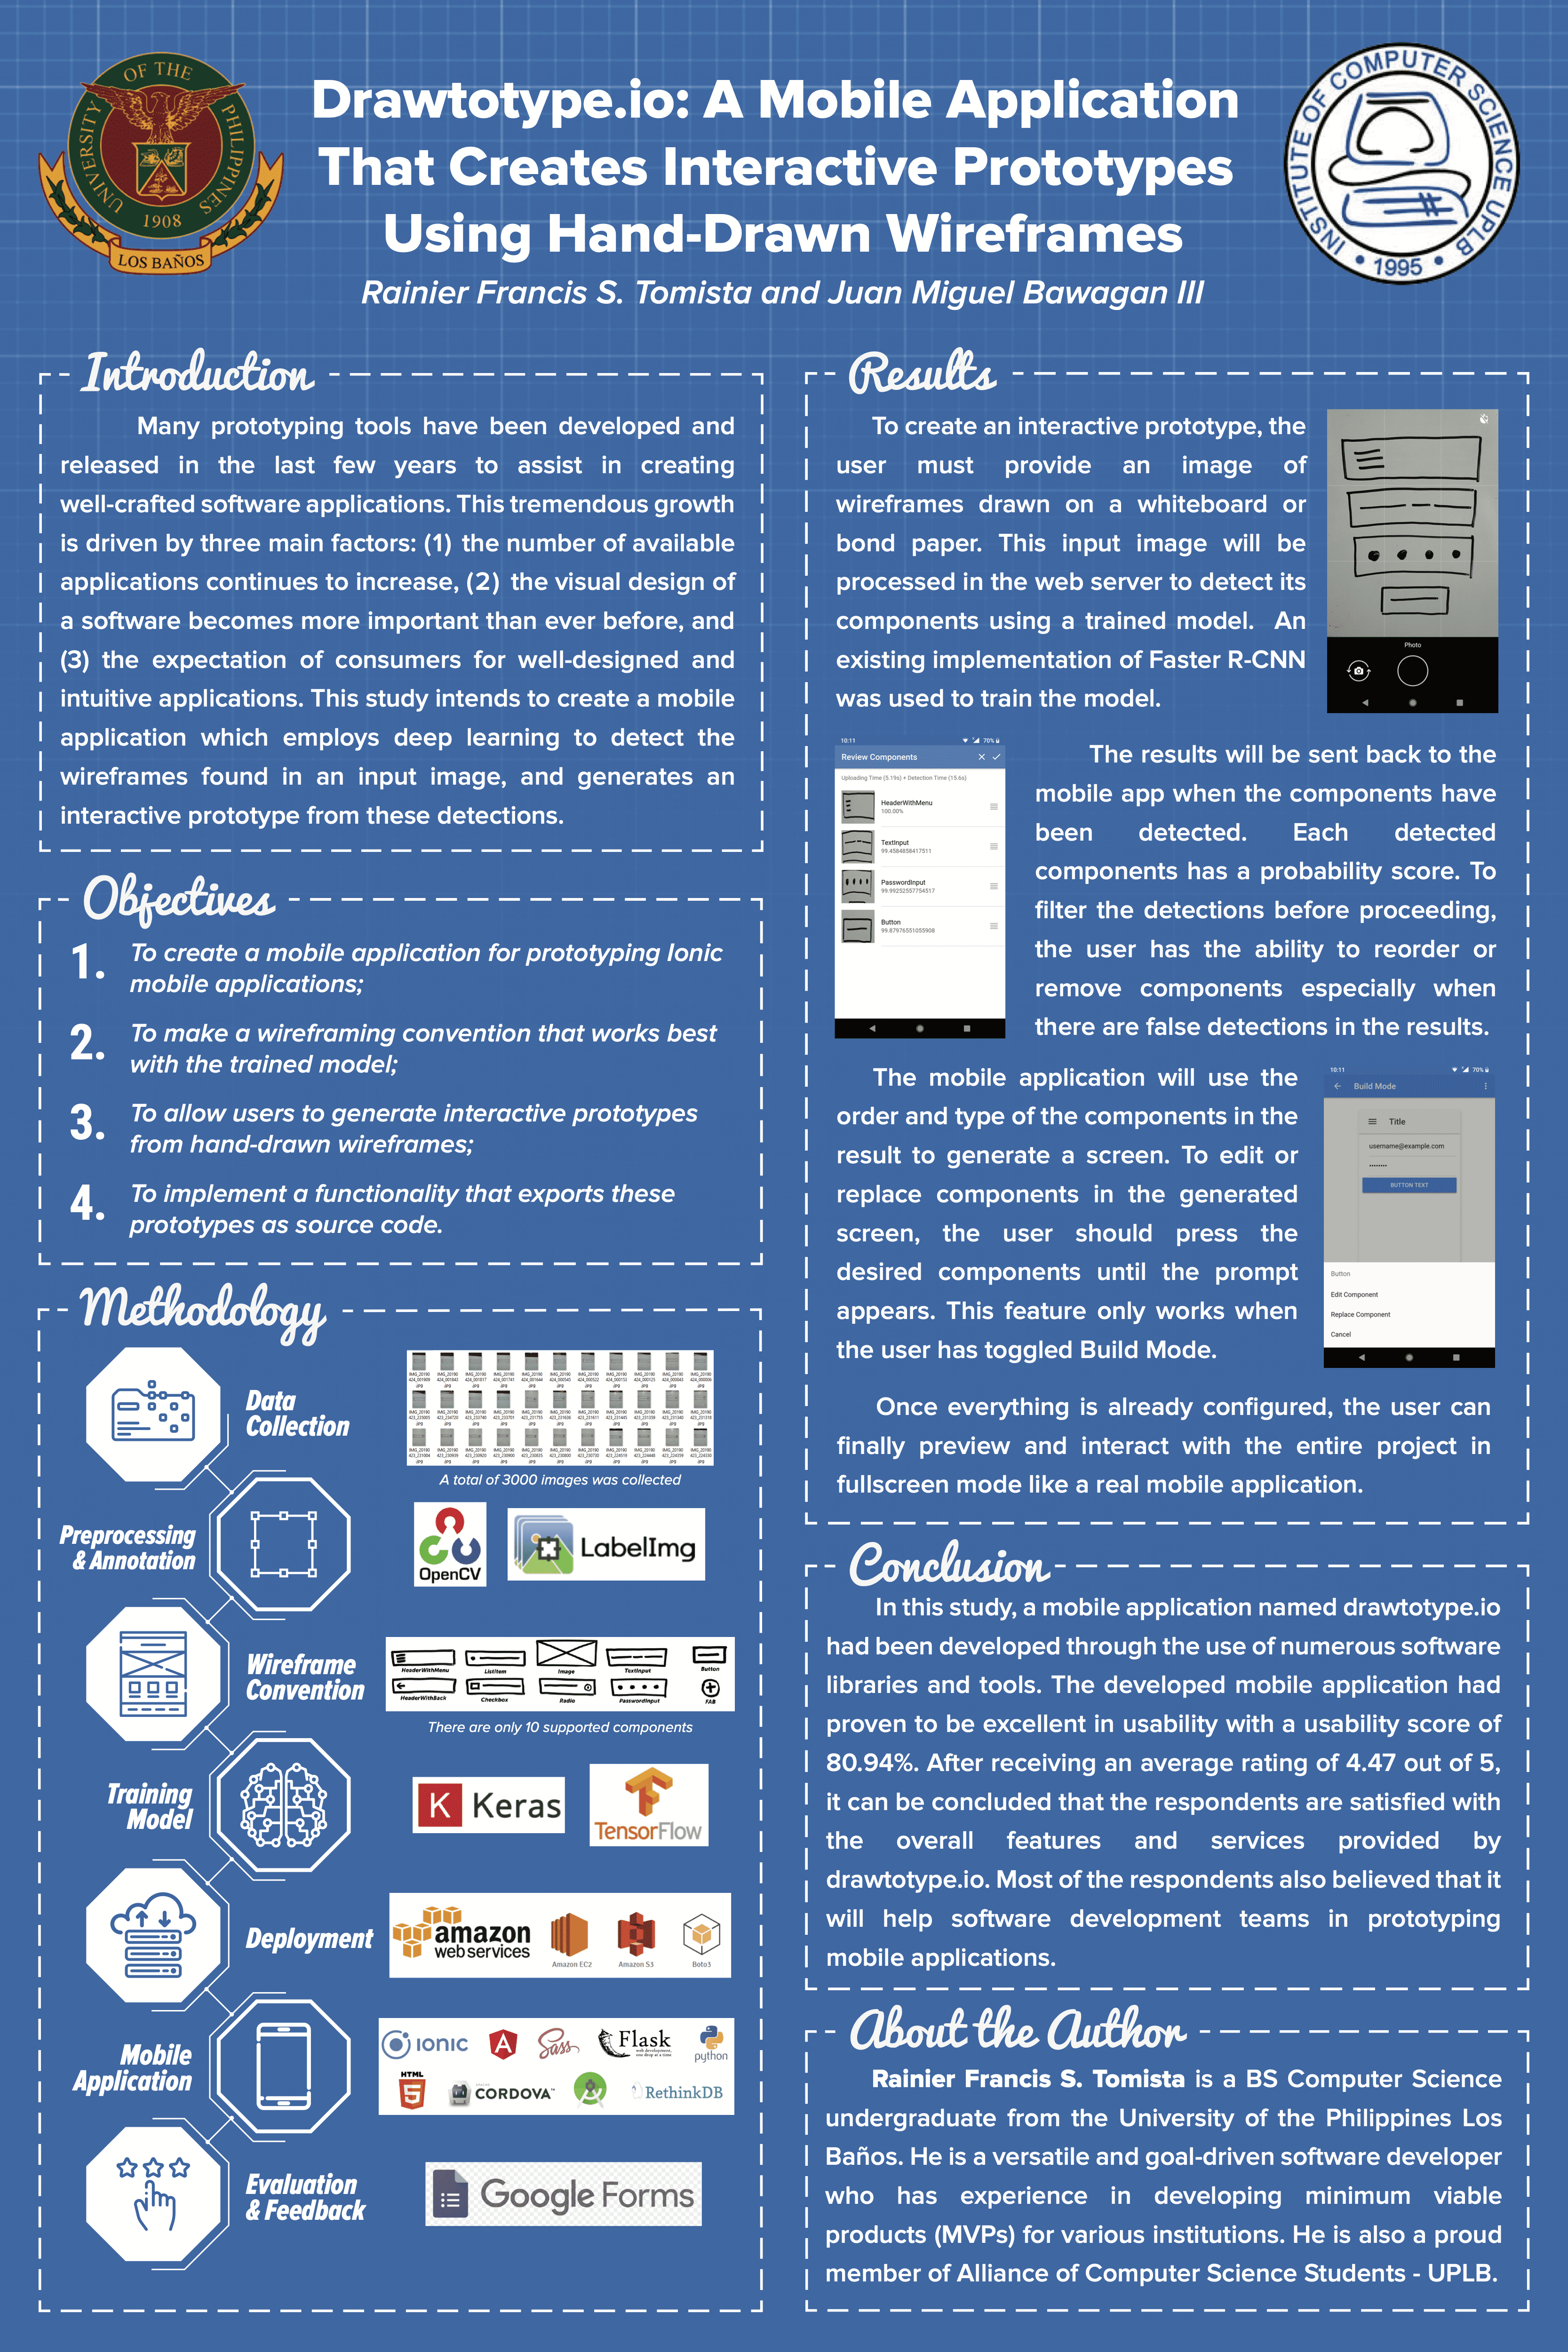 OF THE
UNIVERSITY
PHILIPPINES
1908
LOS BAÑOS
Drawtotype.io: A Mobile Application
That Creates Interactive Prototypes
Using Hand-Drawn Wireframes
Rainier Francis S. Tomista and Juan Miguel Bawagan III
INSTITUTE OF COMPUTER SCIENCE UPLB
• 1995 •
Introduction
Many prototyping tools have been developed and
released in the last few years to assist in creating
well-crafted software applications. This tremendous growth
is driven by three main factors: (1) the number of available
applications continues to increase, (2) the visual design of
a software becomes more important than ever before, and
(3) the expectation of consumers for well-designed and
intuitive applications. This study intends to create a mobile
application which employs deep learning to detect the
wireframes found in an input image, and generates an
interactive prototype from these detections.
Objectives
1. To create a mobile application for prototyping Ionic
mobile applications;
2. To make a wireframing convention that works best
with the trained model;
3. To allow users to generate interactive prototypes
from hand-drawn wireframes;
4. To implement a functionality that exports these
prototypes as source code.
Methodology
Data
Collection
A total of 3000 images was collected
Preprocessing
& Annotation
OpenCV
LabelImg
Wireframe
Convention
HeaderWithMenu
ListItem
Image
TextInput
Button
HeaderWithBack
Checkbox
Radio
PasswordInput
FAB
There are only 10 supported components
Training
Model
K Keras
TensorFlow
Deployment
amazon
web services
Amazon EC2
Amazon S3
Boto3
Mobile
Application
IONIC
Sass
Flask
web development,
one drop at a time
python
HTML
5
CORDOVA™
RethinkDB
Evaluation
& Feedback
Google Forms
Results
To create an interactive prototype, the
user must provide an image of
wireframes drawn on a whiteboard or
bond paper. This input image will be
processed in the web server to detect its
components using a trained model. An
existing implementation of Faster R-CNN
was used to train the model.
Photo
10:11
70%
Review Components
Uploading Time (5.19s) + Detection Time (15.6s)
HeaderWithMenu
100.00%
TextInput
99.4584658417511
PasswordInput
99.99252557754517
Button
99.87976551055908
The results will be sent back to the
mobile app when the components have
been detected. Each detected
components has a probability score. To
filter the detections before proceeding,
the user has the ability to reorder or
remove components especially when
there are false detections in the results.
The mobile application will use the
order and type of the components in the
result to generate a screen. To edit or
replace components in the generated
screen, the user should press the
desired components until the prompt
appears. This feature only works when
the user has toggled Build Mode.
10:11
70%
Build Mode
Title
username@example.com
BUTTON TEXT
Button
Edit Component
Replace Component
Cancel
Once everything is already configured, the user can
finally preview and interact with the entire project in
fullscreen mode like a real mobile application.
Conclusion
In this study, a mobile application named drawtotype.io
had been developed through the use of numerous software
libraries and tools. The developed mobile application had
proven to be excellent in usability with a usability score of
80.94%. After receiving an average rating of 4.47 out of 5,
it can be concluded that the respondents are satisfied with
the overall features and services provided by
drawtotype.io. Most of the respondents also believed that it
will help software development teams in prototyping
mobile applications.
About the Author
Rainier Francis S. Tomista is a BS Computer Science
undergraduate from the University of the Philippines Los
Baños. He is a versatile and goal-driven software developer
who has experience in developing minimum viable
products (MVPs) for various institutions. He is also a proud
member of Alliance of Computer Science Students - UPLB.